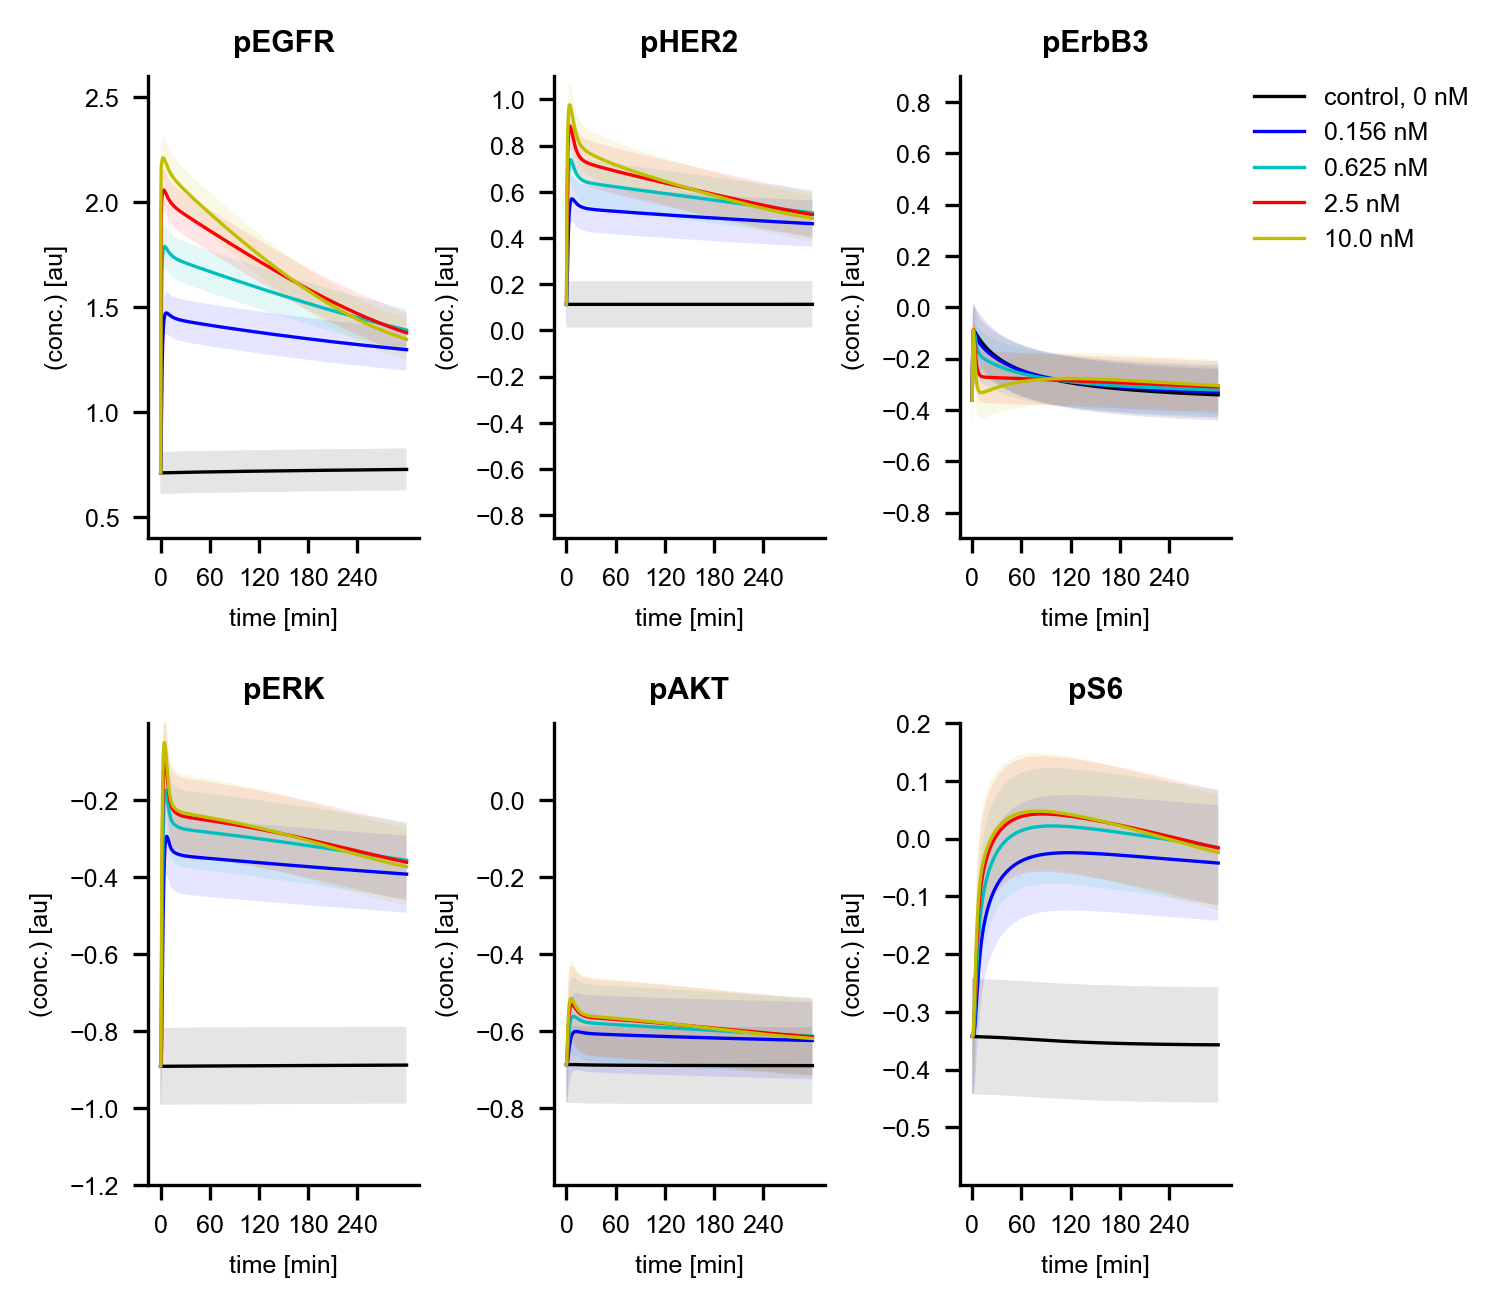 pEGFR
pHER2
pErbB3
control, 0 nM
0.156 nM
0.625 nM
2.5 nM
10.0 nM
2.5
2.0
1.5
1.0
0.5
(conc.) [au]
0 60 120 180 240
time [min]
1.0
0.8
0.6
0.4
0.2
0.0
−0.2
−0.4
−0.6
−0.8
(conc.) [au]
0 60 120 180 240
time [min]
0.8
0.6
0.4
0.2
0.0
−0.2
−0.4
−0.6
−0.8
(conc.) [au]
0 60 120 180 240
time [min]
pERK
pAKT
pS6
−0.2
−0.4
−0.6
−0.8
−1.0
−1.2
(conc.) [au]
0 60 120 180 240
time [min]
0.0
−0.2
−0.4
−0.6
−0.8
(conc.) [au]
0 60 120 180 240
time [min]
0.2
0.1
0.0
−0.1
−0.2
−0.3
−0.4
−0.5
(conc.) [au]
0 60 120 180 240
time [min]